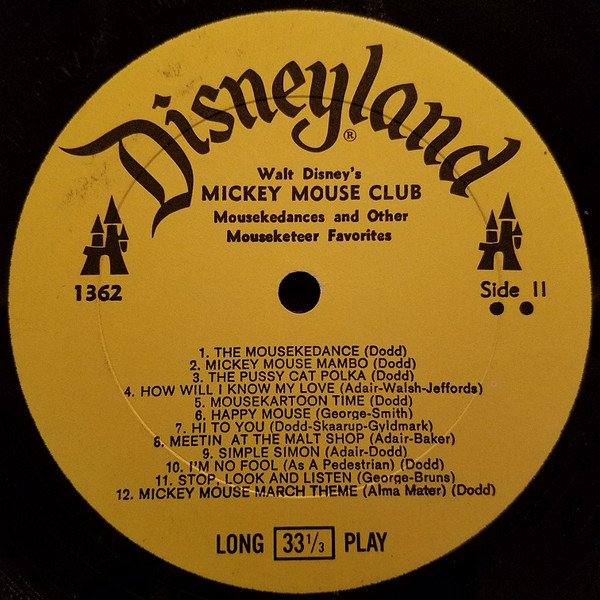 Disneyland®
Walt Disney's
MICKEY MOUSE CLUB
Mousekedances and Other
Mouseketeer Favorites
1362
Side II
1. THE MOUSEKEDANCE (Dodd)
2. MICKEY MOUSE MAMBO (Dodd)
3. THE PUSSY CAT POLKA (Dodd)
4. HOW WILL I KNOW MY LOVE (Adair-Walsh-Jeffords)
5. MOUSEKARTOON TIME (Dodd)
6. HAPPY MOUSE (George-Smith)
7. HI TO YOU (Dodd-Skaarup-Gyldmark)
8. MEETIN' AT THE MALT SHOP (Adair-Baker)
9. SIMPLE SIMON (Adair-Dodd)
10. I'M NO FOOL (As A Pedestrian) (Dodd)
11. STOP, LOOK AND LISTEN (George-Bruns)
12. MICKEY MOUSE MARCH THEME (Alma Mater) (Dodd)
LONG 33 1/3 PLAY